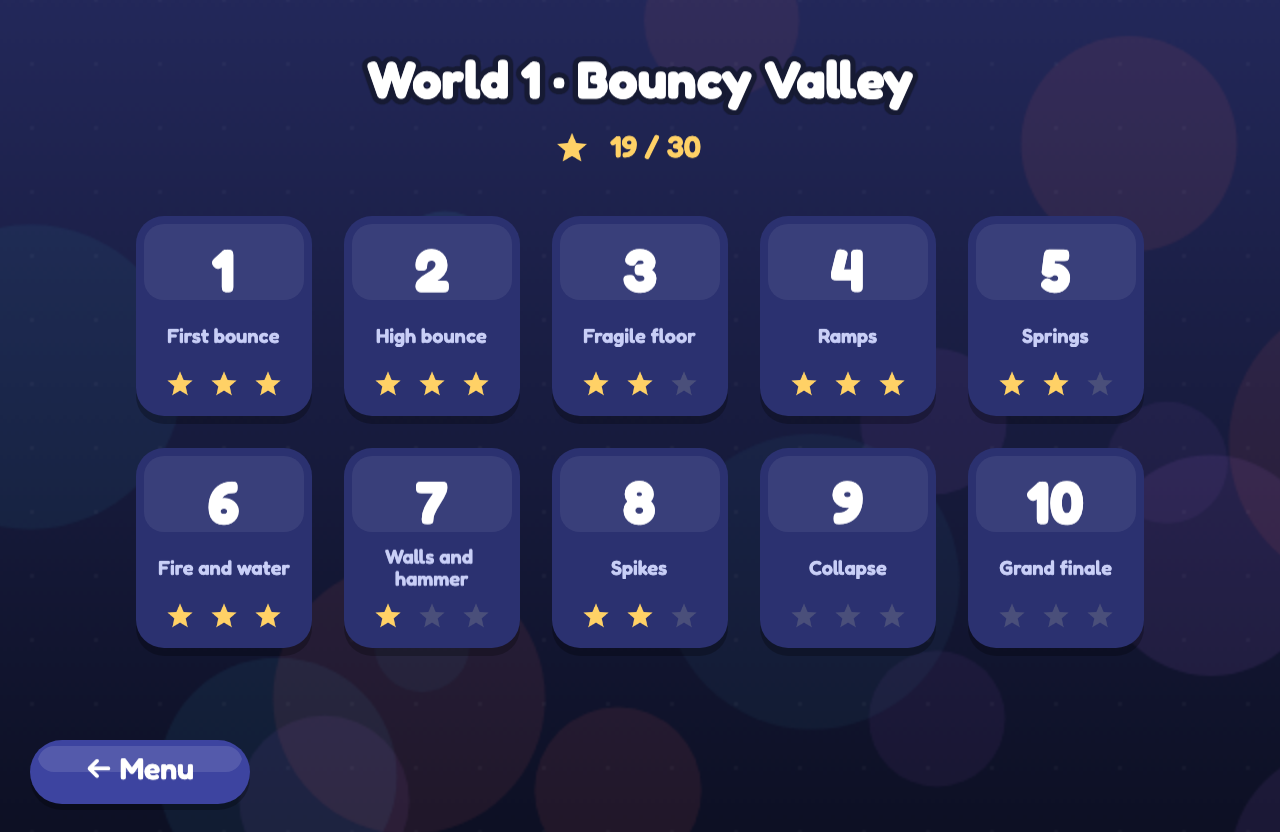 World 1 · Bouncy Valley
19 / 30
1
2
3
4
5
First bounce
High bounce
Fragile floor
Ramps
Springs
6
7
8
9
10
Fire and water
Walls and
hammer
Spikes
Collapse
Grand finale
← Menu